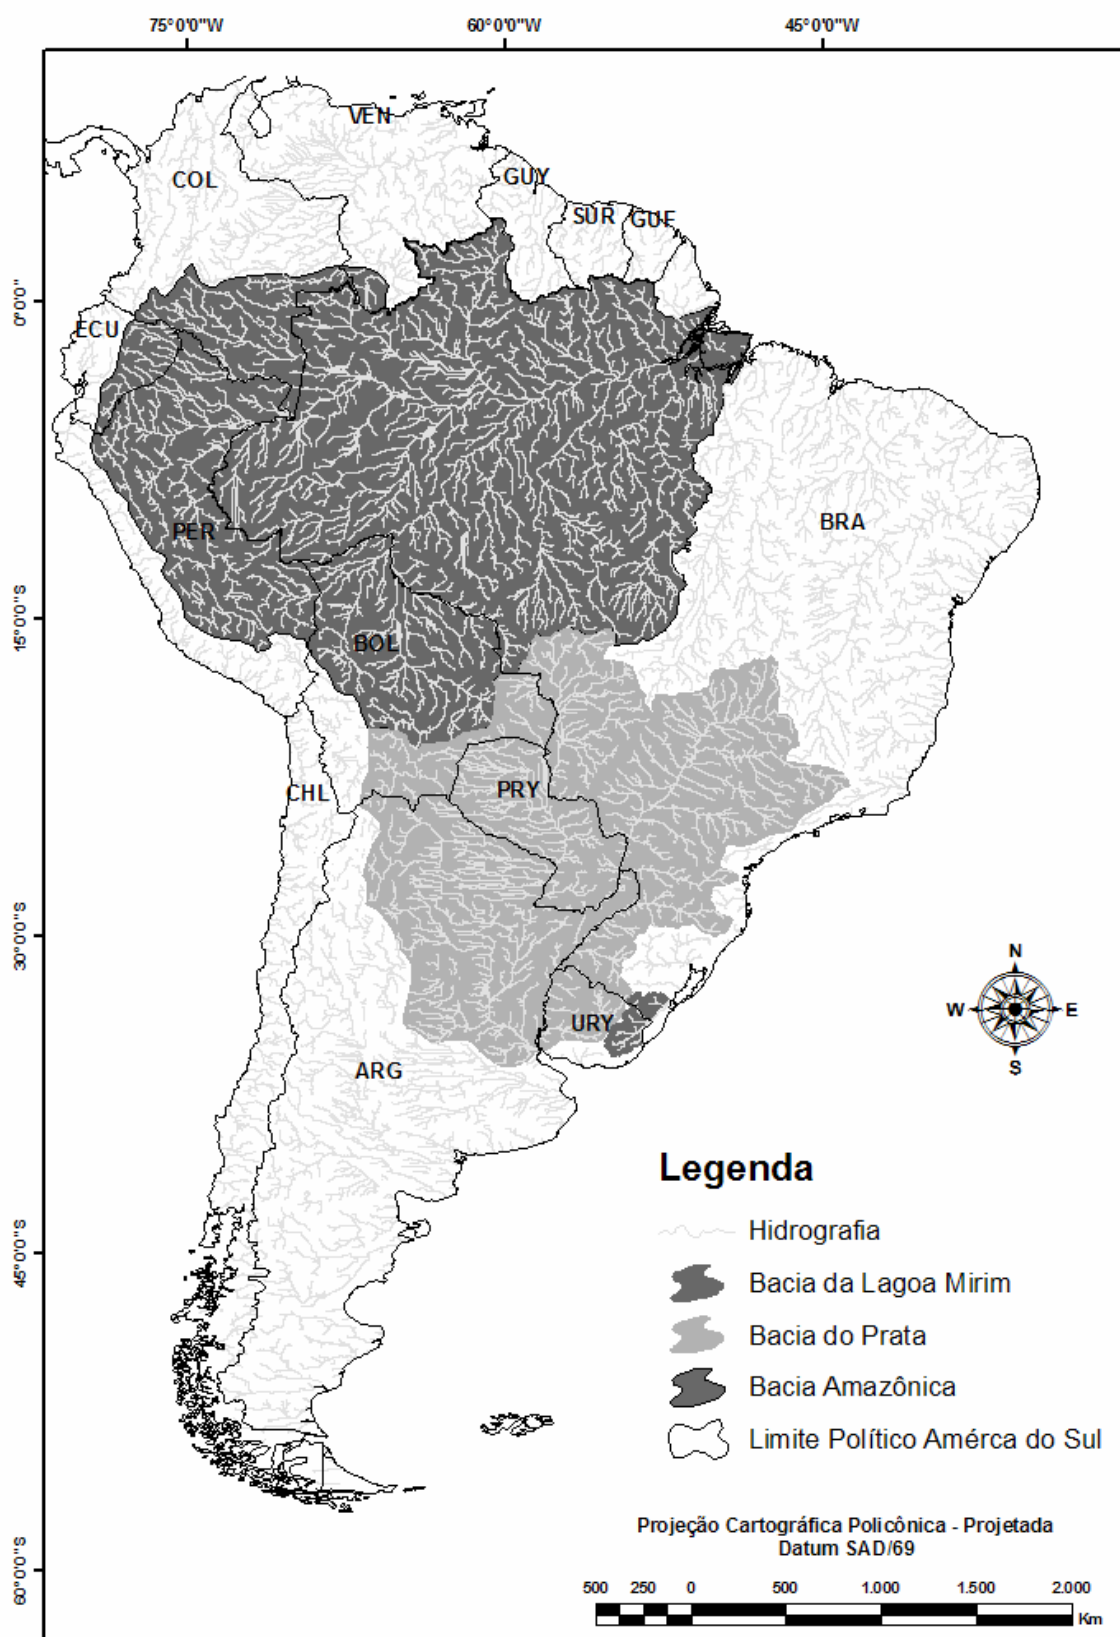 75°0'0"W 60°0'0"W 45°0'0"W
VEN
COL
GUY
SUR
GUF
0°0'0"
ECU
PER
BRA
15°0'0"S
BOL
CHL
PRY
30°0'0"S
URY
ARG
N
W E
S
45°0'0"S
60°0'0"S
Legenda
Hidrografia
Bacia da Lagoa Mirim
Bacia do Prata
Bacia Amazônica
Limite Político Amérca do Sul
Projeção Cartográfica Policônica - Projetada
Datum SAD/69
500 250 0 500 1.000 1.500 2.000
Km